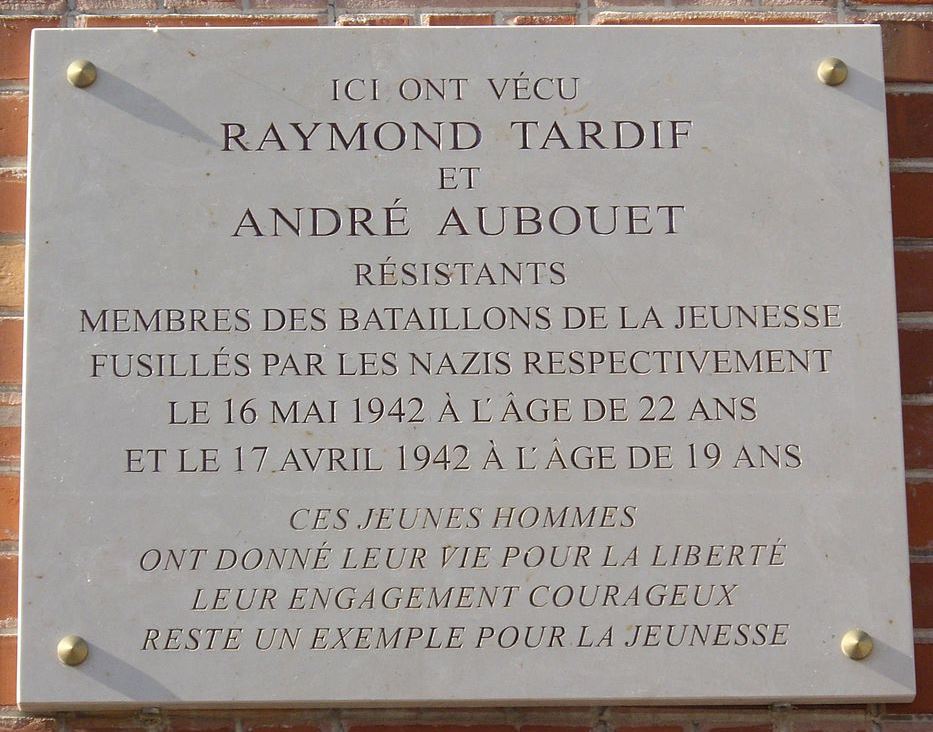 ICI ONT VÉCU
RAYMOND TARDIF
ET
ANDRÉ AUBOUET
RÉSISTANTS
MEMBRES DES BATAILLONS DE LA JEUNESSE
FUSILLÉS PAR LES NAZIS RESPECTIVEMENT
LE 16 MAI 1942 À L'ÂGE DE 22 ANS
ET LE 17 AVRIL 1942 À L'ÂGE DE 19 ANS
CES JEUNES HOMMES
ONT DONNÉ LEUR VIE POUR LA LIBERTÉ
LEUR ENGAGEMENT COURAGEUX
RESTE UN EXEMPLE POUR LA JEUNESSE